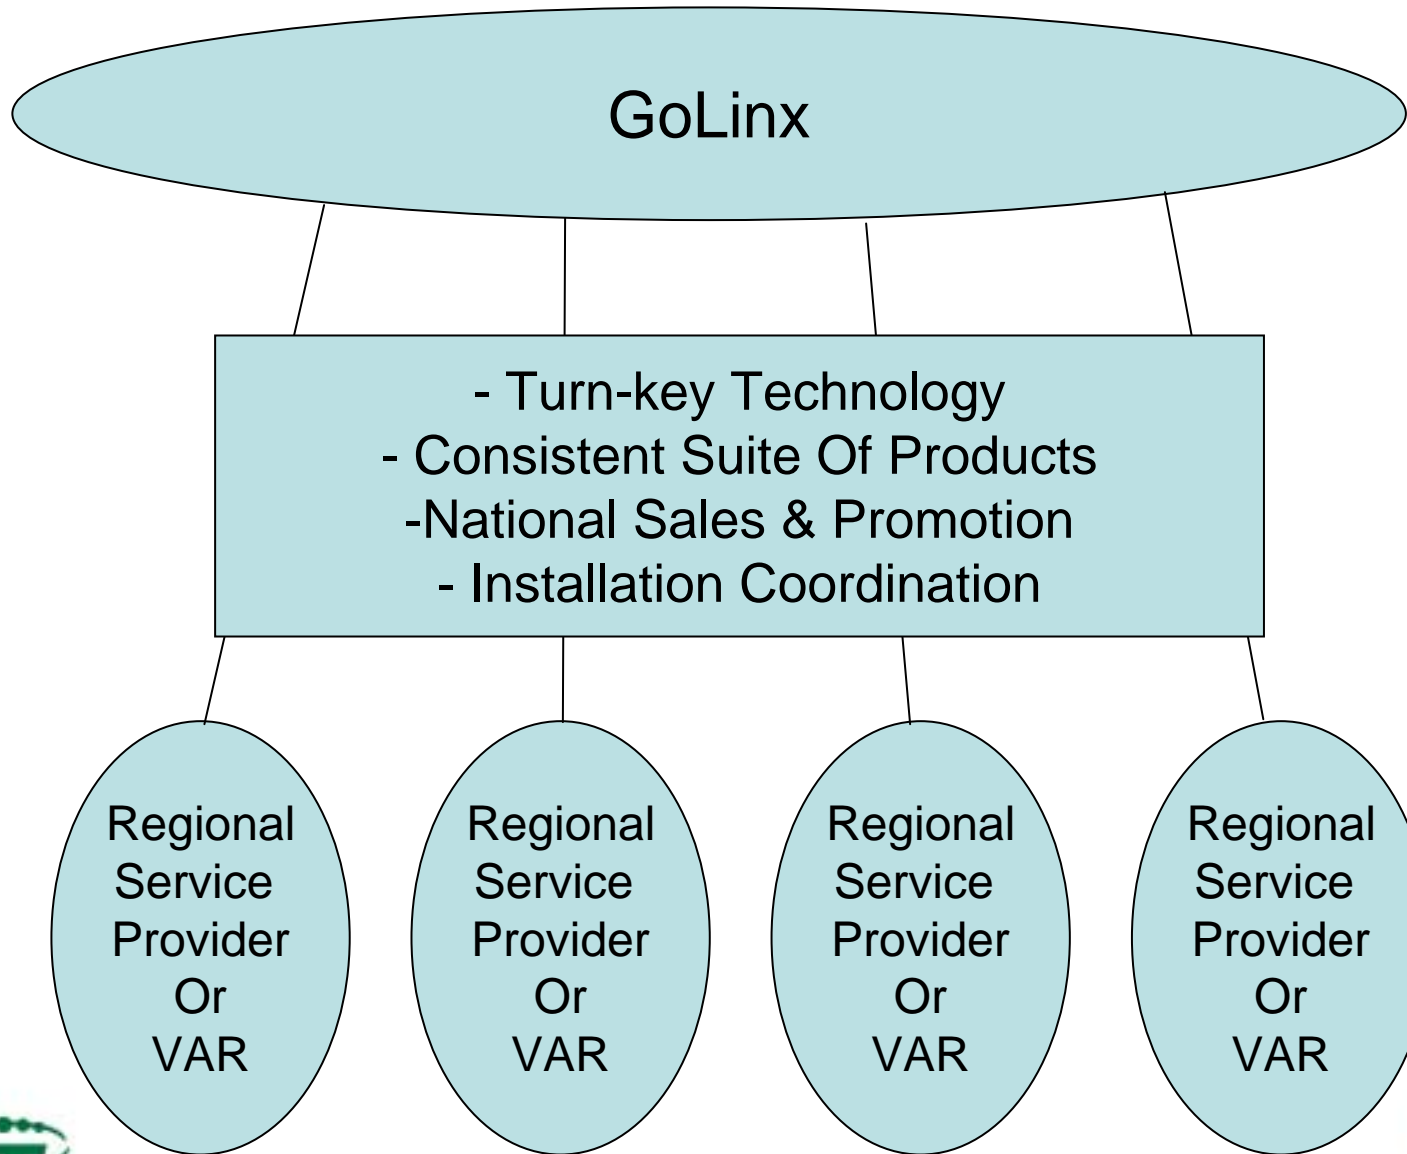 GoLinx
- Turn-key Technology
- Consistent Suite Of Products
-National Sales & Promotion
- Installation Coordination
Regional
Service
Provider
Or
VAR
Regional
Service
Provider
Or
VAR
Regional
Service
Provider
Or
VAR
Regional
Service
Provider
Or
VAR